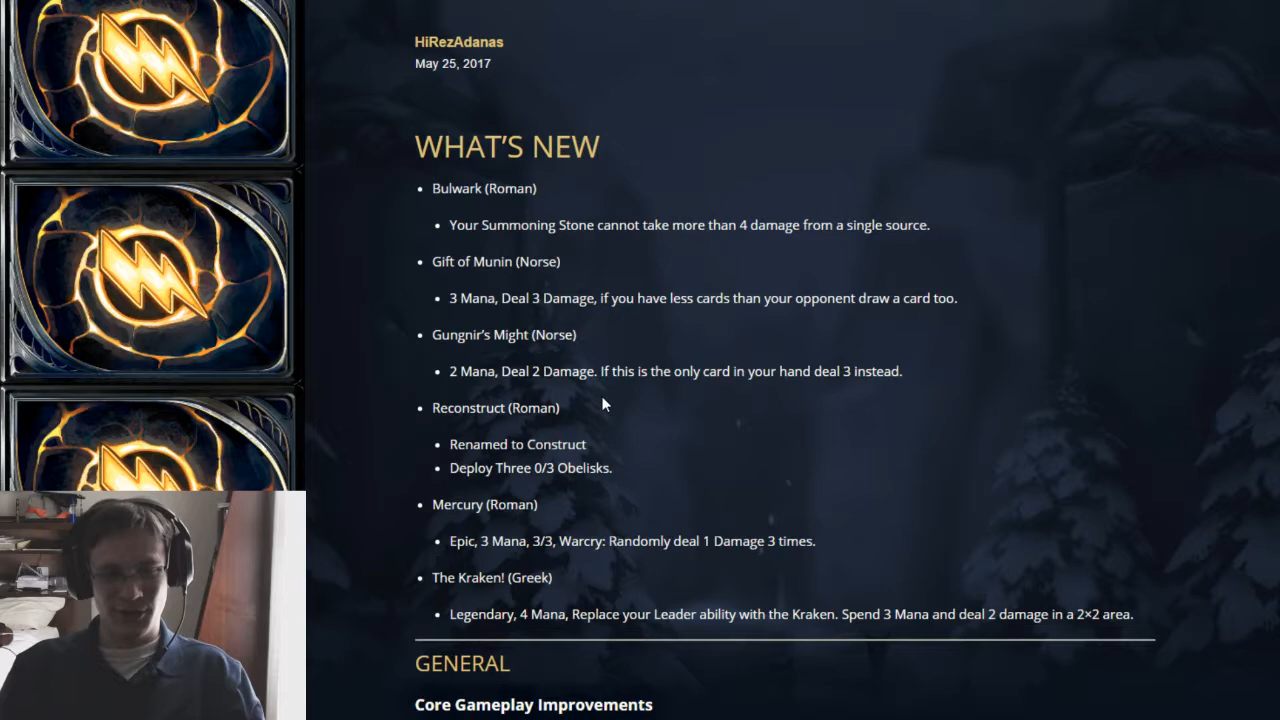 HiRezAdanas
May 25, 2017
WHAT'S NEW
• Bulwark (Roman)
• Your Summoning Stone cannot take more than 4 damage from a single source.
• Gift of Munin (Norse)
• 3 Mana, Deal 3 Damage, if you have less cards than your opponent draw a card too.
• Gungnir's Might (Norse)
• 2 Mana, Deal 2 Damage. If this is the only card in your hand deal 3 instead.
• Reconstruct (Roman)
• Renamed to Construct
• Deploy Three 0/3 Obelisks.
• Mercury (Roman)
• Epic, 3 Mana, 3/3, Warcry: Randomly deal 1 Damage 3 times.
• The Kraken! (Greek)
• Legendary, 4 Mana, Replace your Leader ability with the Kraken. Spend 3 Mana and deal 2 damage in a 2×2 area.
GENERAL
Core Gameplay Improvements